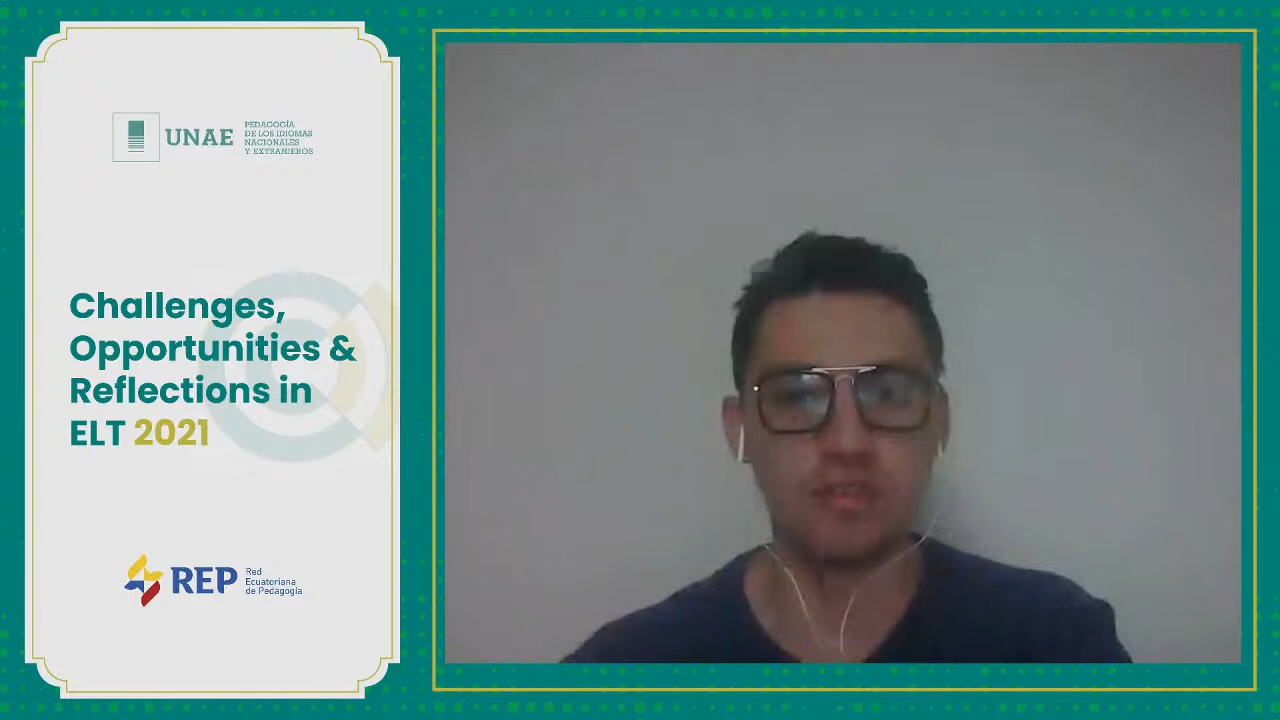 UNAE
PEDAGOGÍA
DE LOS IDIOMAS
NACIONALES
Y EXTRANJEROS
Challenges,
Opportunities &
Reflections in
ELT 2021
REP
Red
Ecuatoriana
de Pedagogía